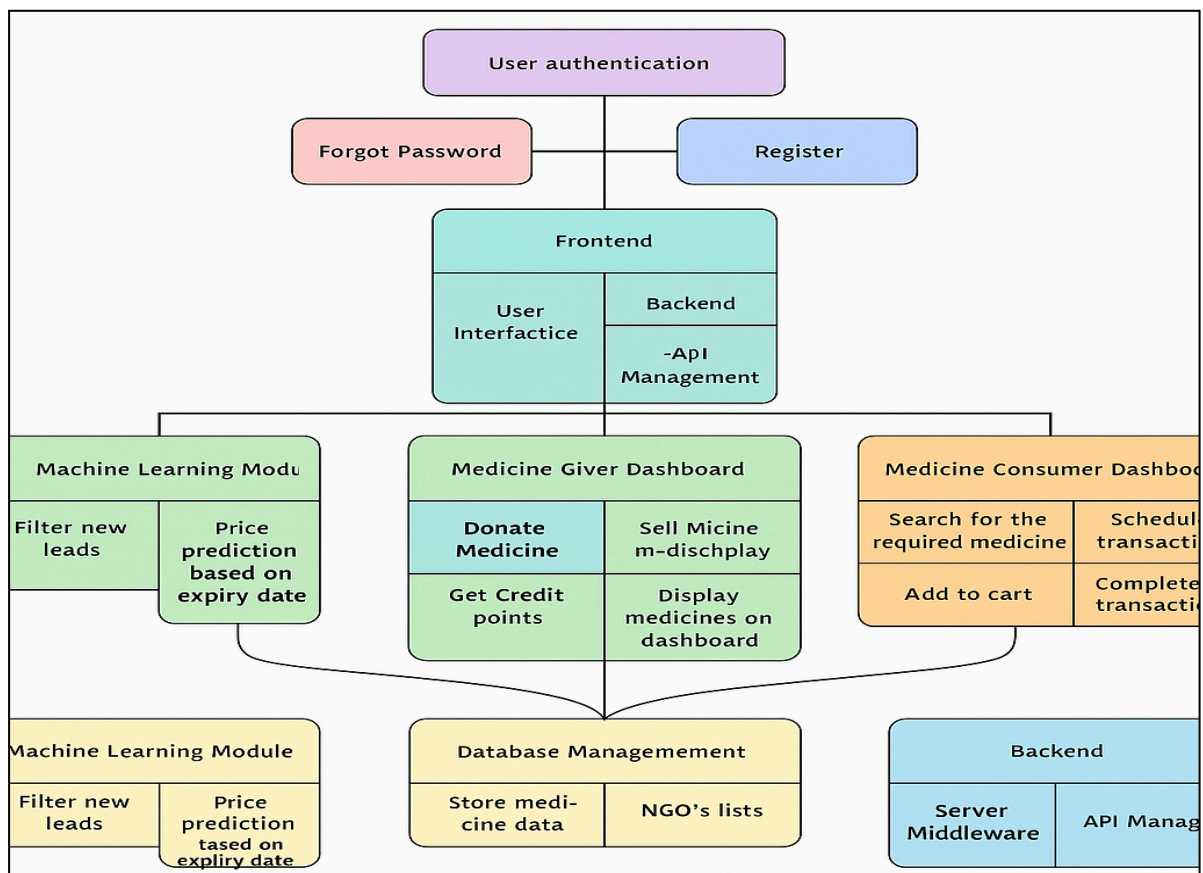 User authentication
Forgot Password
Register
Frontend
User
Interfactice
Backend
-ApI
Management
Machine Learning Modu
Filter new
leads
Price
prediction
based on
expiry date
Medicine Giver Dashboard
Donate
Medicine
Sell Micine
m-dischplay
Get Credit
points
Display
medicines on
dashboard
Medicine Consumer Dashboo
Search for the
required medicine
Schedul
transacti
Add to cart
Complete
transactio
Machine Learning Module
Filter new
leads
Price
prediction
tased on
expliry date
Database Managemement
Store medi-
cine data
NGO's lists
Backend
Server
Middleware
API Manag